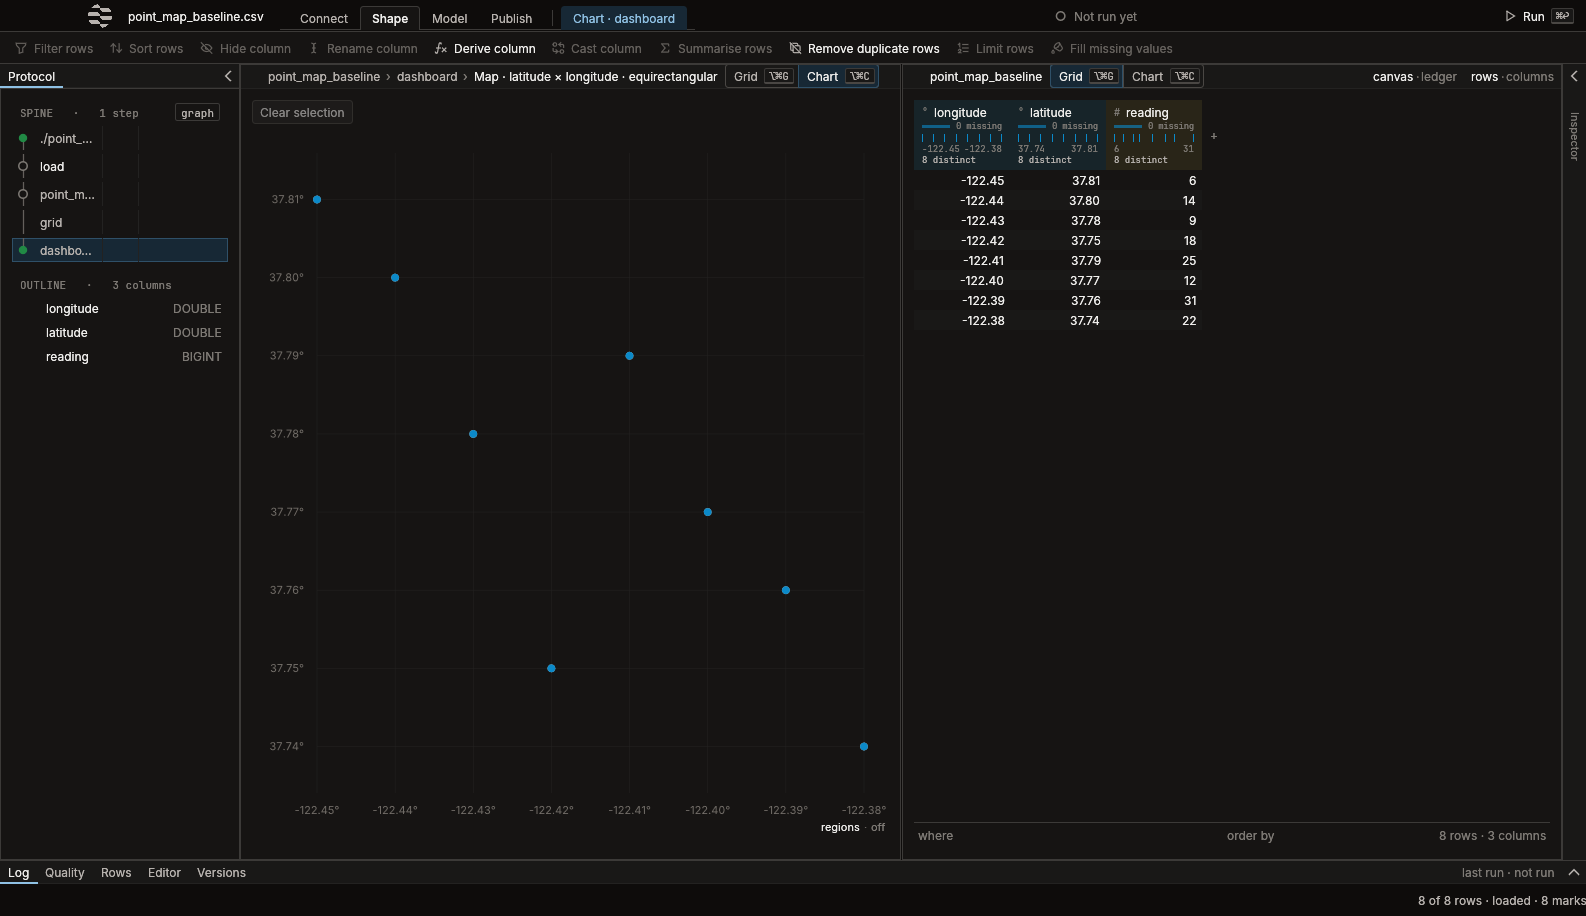 point_map_baseline.csv
Connect
Shape
Model
Publish
Chart · dashboard
Not run yet
Run ⌘⏎
Filter rows
Sort rows
Hide column
Rename column
Derive column
Cast column
Summarise rows
Remove duplicate rows
Limit rows
Fill missing values
Protocol
SPINE · 1 step
graph
./point_...
load
point_m...
grid
dashbo...
OUTLINE · 3 columns
longitude DOUBLE
latitude DOUBLE
reading BIGINT
point_map_baseline › dashboard › Map · latitude × longitude · equirectangular
Grid ⌥⌘G
Chart ⌥⌘C
Clear selection
37.81°
37.80°
37.79°
37.78°
37.77°
37.76°
37.75°
37.74°
-122.45° -122.44° -122.43° -122.42° -122.41° -122.40° -122.39° -122.38°
regions · off
point_map_baseline
Grid ⌥⌘G
Chart ⌥⌘C
canvas · ledger
rows · columns
° longitude ° latitude # reading
0 missing 0 missing 0 missing
-122.45 -122.38 37.74 37.81 6 31
8 distinct 8 distinct 8 distinct
+
-122.45 37.81 6
-122.44 37.80 14
-122.43 37.78 9
-122.42 37.75 18
-122.41 37.79 25
-122.40 37.77 12
-122.39 37.76 31
-122.38 37.74 22
where
order by
8 rows · 3 columns
Inspector
Log
Quality
Rows
Editor
Versions
last run · not run
8 of 8 rows · loaded · 8 marks